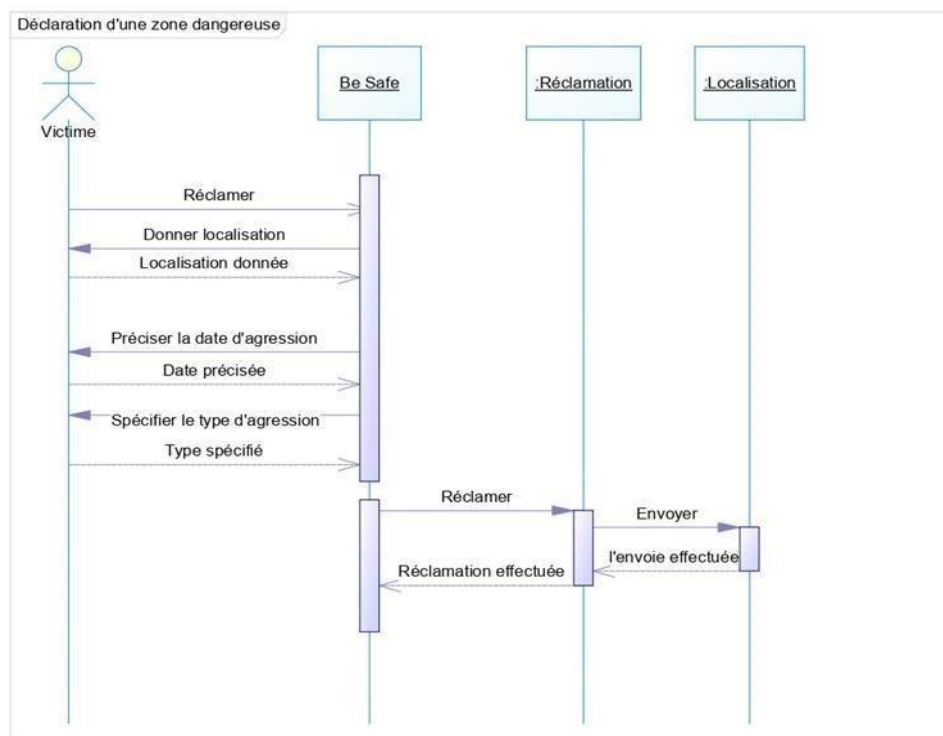 Déclaration d'une zone dangereuse
Be Safe
:Réclamation
:Localisation
Victime
Réclamer
Donner localisation
Localisation donnée
Préciser la date d'agression
Date précisée
Spécifier le type d'agression
Type spécifié
Réclamer
Envoyer
l'envoie effectuée
Réclamation effectuée